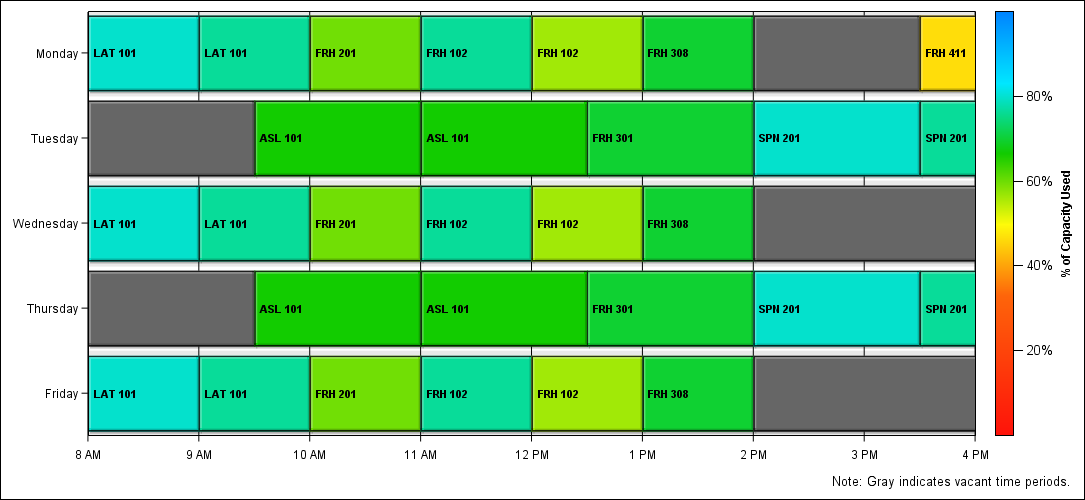 Monday LAT 101 LAT 101 FRH 201 FRH 102 FRH 102 FRH 308 FRH 411
Tuesday ASL 101 ASL 101 FRH 301 SPN 201 SPN 201
Wednesday LAT 101 LAT 101 FRH 201 FRH 102 FRH 102 FRH 308
Thursday ASL 101 ASL 101 FRH 301 SPN 201 SPN 201
Friday LAT 101 LAT 101 FRH 201 FRH 102 FRH 102 FRH 308
8 AM 9 AM 10 AM 11 AM 12 PM 1 PM 2 PM 3 PM 4 PM
80%
60%
40%
20%
% of Capacity Used
Note: Gray indicates vacant time periods.